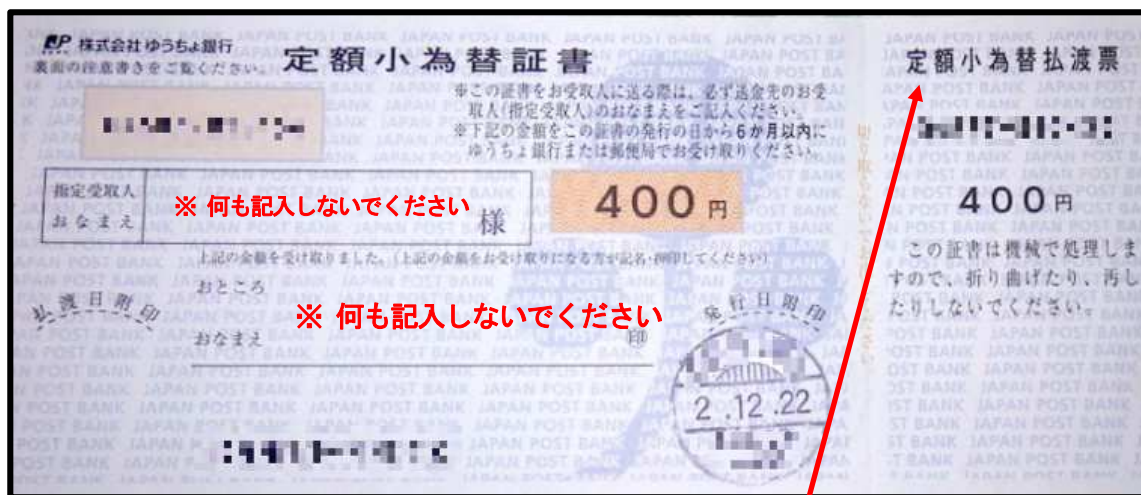 JP 株式会社ゆうちょ銀行
裏面の注意書きをご覧ください。
定額小為替証書
※この証書をお受取人に送る際は、必ず送金先のお受
取人(指定受取人)のおなまえをご記入ください。
※下記の金額をこの証書の発行の日から6か月以内に
ゆうちょ銀行または郵便局でお受け取りください。
指定受取人
おなまえ
※ 何も記入しないでください
様
400円
上記の金額を受け取りました。(上記の金額をお受け取りになる方が記名・押印してください)
おところ
※ 何も記入しないでください
おなまえ
印
払渡日附印
発行日附印
2.12.22
定額小為替払渡票
400円
この証書は機械で処理しま
すので、折り曲げたり、再し
たりしないでください。
JAPAN POST BANK